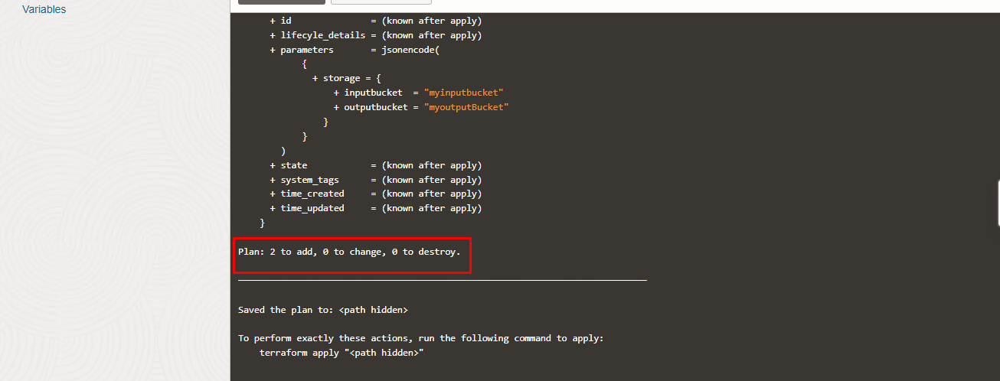 Variables
+ id = (known after apply)
+ lifecyle_details = (known after apply)
+ parameters = jsonencode(
{
+ storage = {
+ inputbucket = "myinputbucket"
+ outputbucket = "myoutputBucket"
}
}
)
+ state = (known after apply)
+ system_tags = (known after apply)
+ time_created = (known after apply)
+ time_updated = (known after apply)
}
Plan: 2 to add, 0 to change, 0 to destroy.
Saved the plan to: <path hidden>
To perform exactly these actions, run the following command to apply:
terraform apply "<path hidden>"